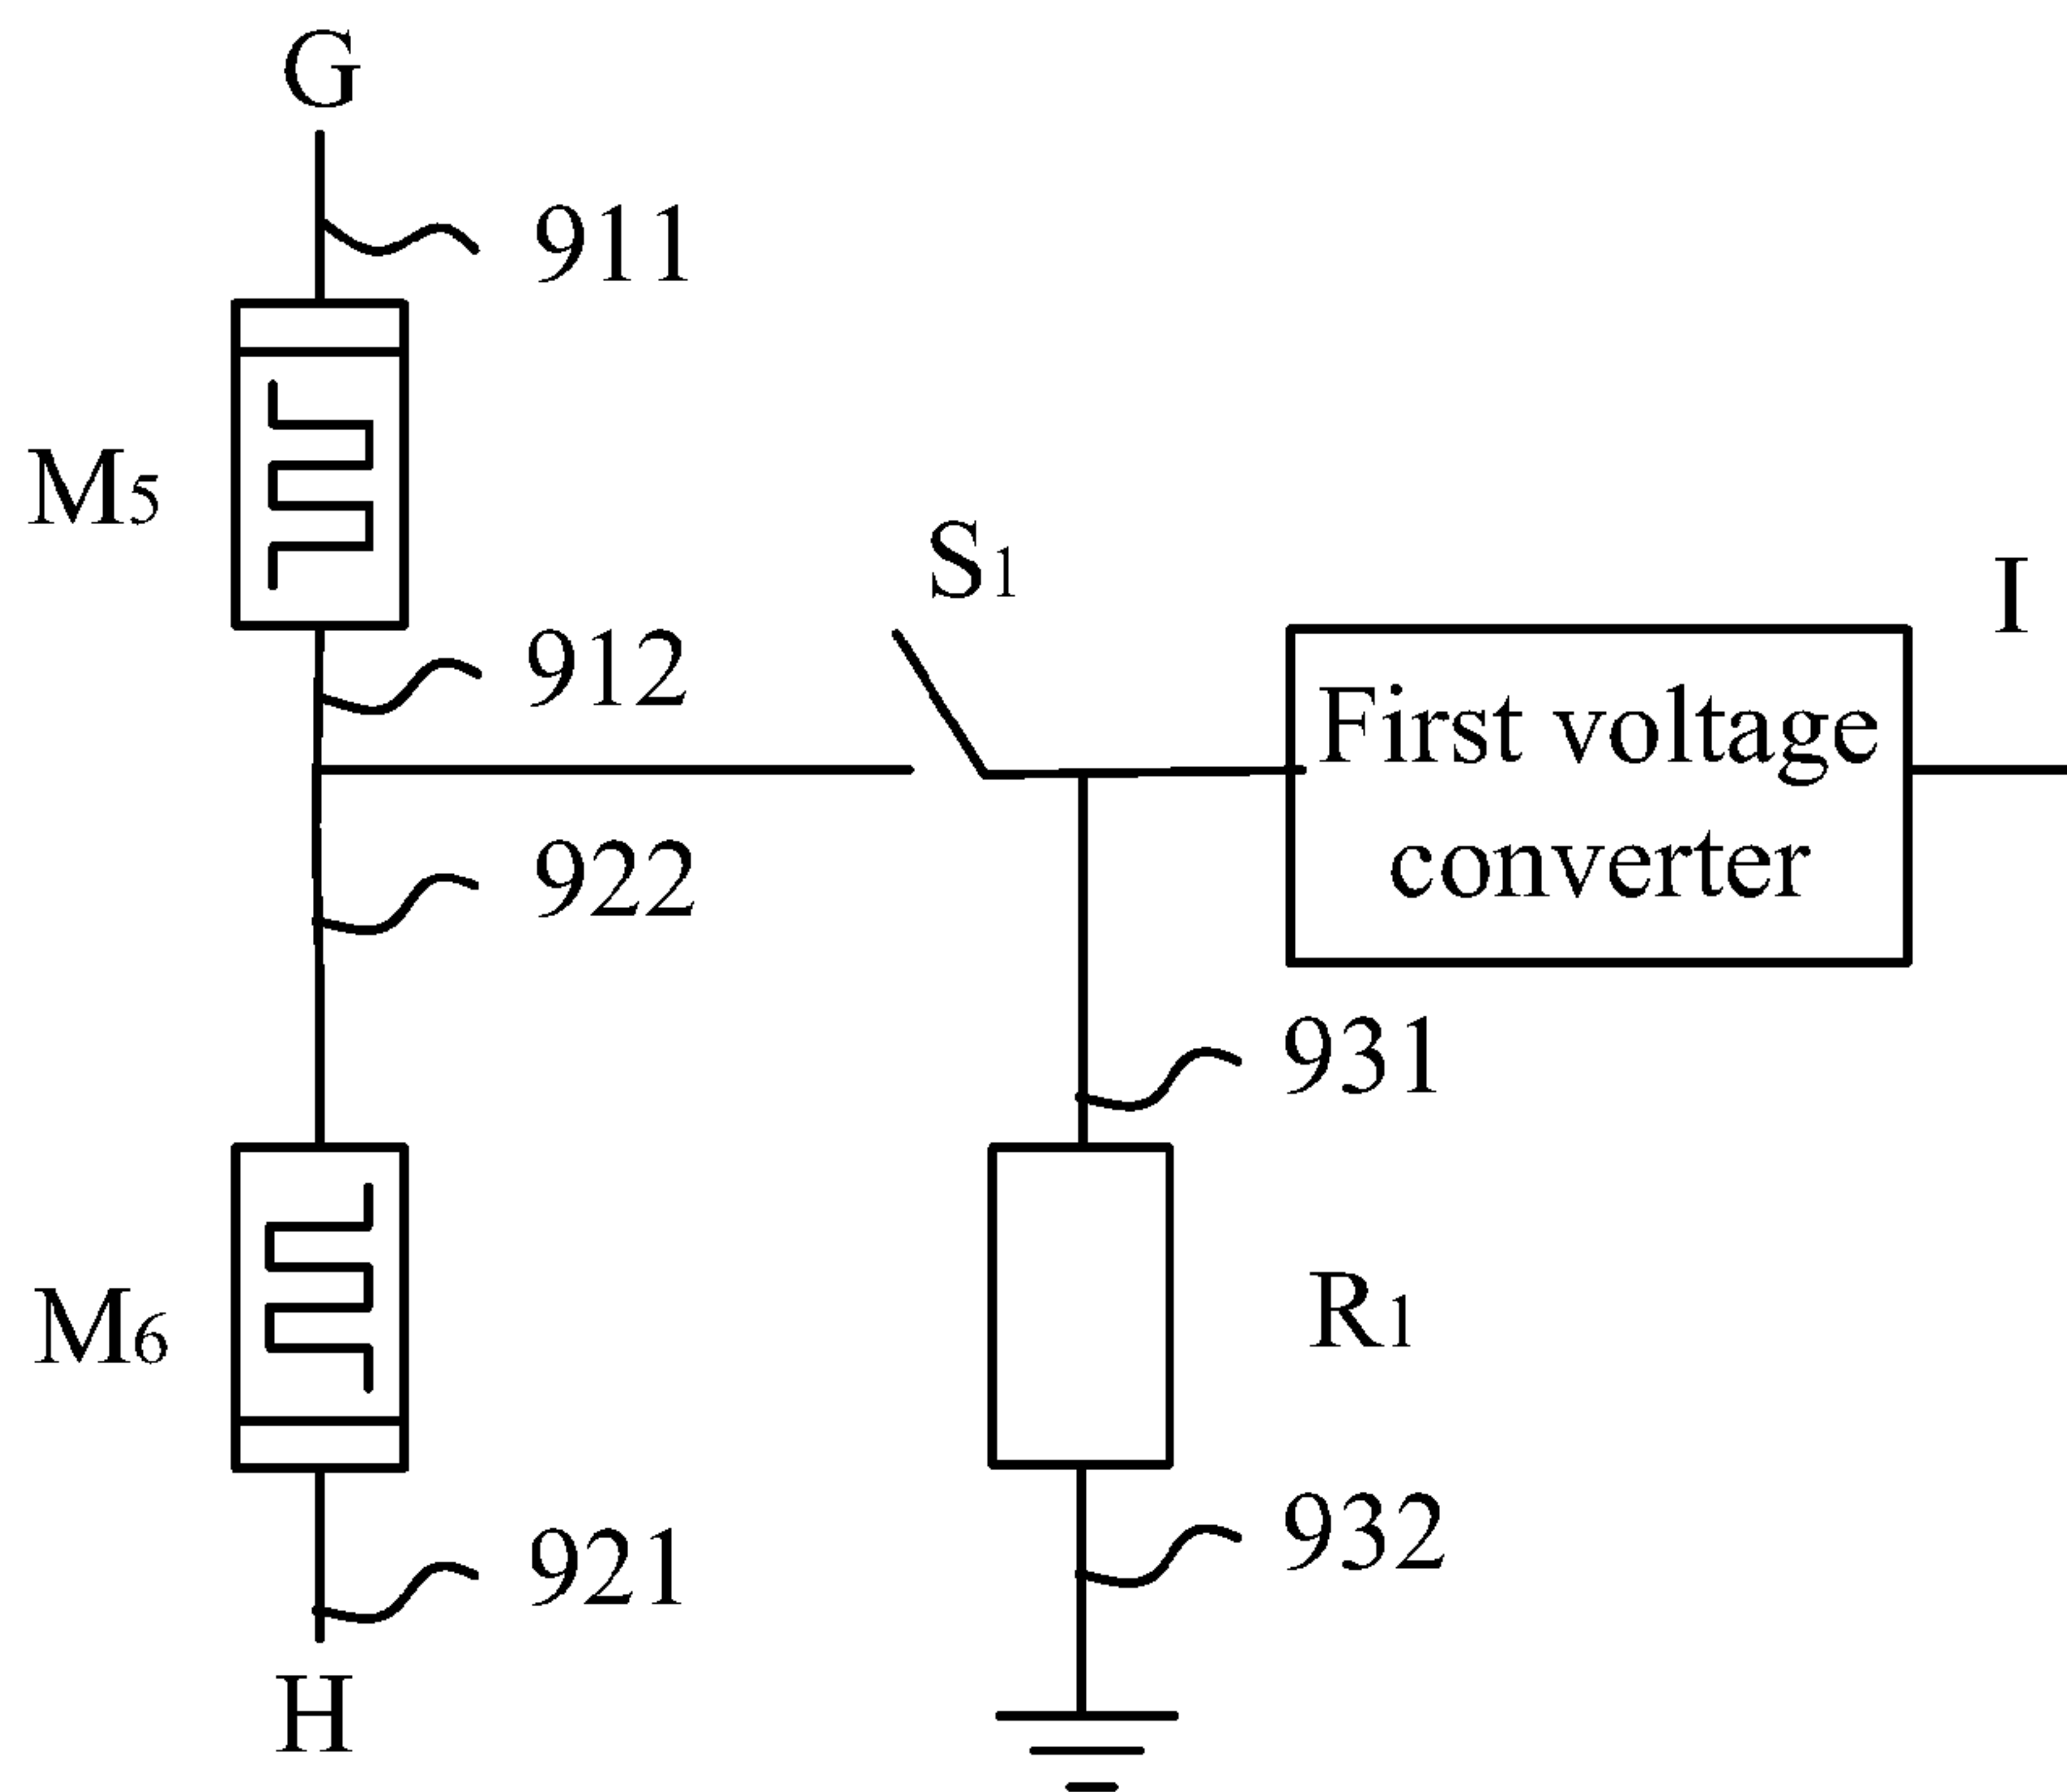 G
911
M5
912
S1
I
First voltage
converter
922
931
M6
R1
921
932
H